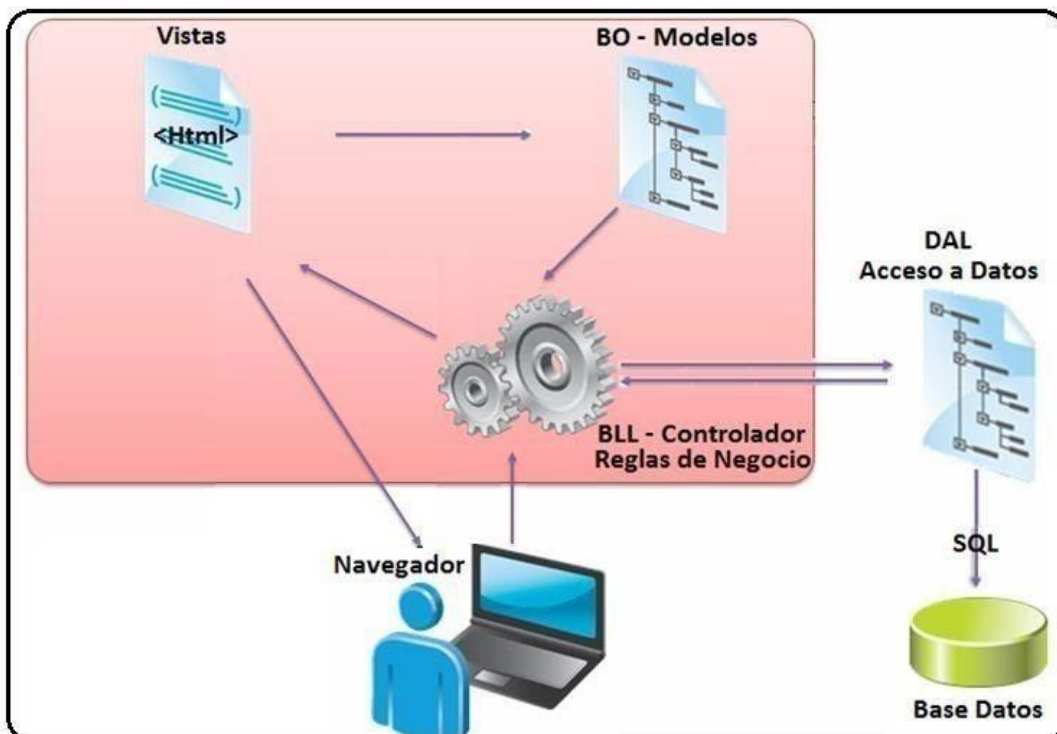 Vistas
BO - Modelos
<Html>
DAL
Acceso a Datos
BLL - Controlador
Reglas de Negocio
SQL
Navegador
Base Datos